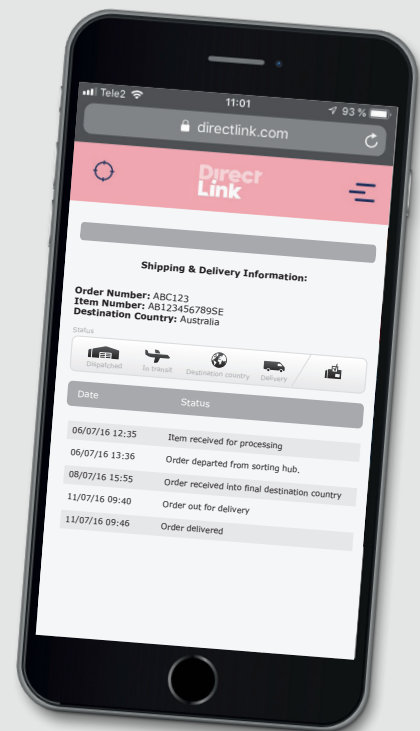 Tele2 11:01 93 %
directlink.com
Direct
Link
Shipping & Delivery Information:
Order Number: ABC123
Item Number: AB123456789SE
Destination Country: Australia
Status
Dispatched In transit Destination country Delivery
Date Status
06/07/16 12:35 Item received for processing
06/07/16 13:36 Order departed from sorting hub.
08/07/16 15:55 Order received into final destination country
11/07/16 09:40 Order out for delivery
11/07/16 09:46 Order delivered